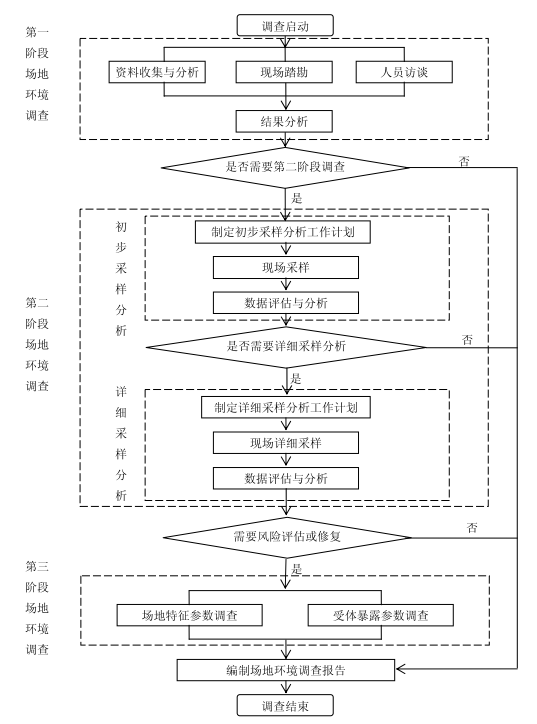 调查启动
第一
阶段
场地
环境
调查
资料收集与分析
现场踏勘
人员访谈
结果分析
是否需要第二阶段调查
否
是
第二
阶段
场地
环境
调查
初
步
采
样
分
析
制定初步采样分析工作计划
现场采样
数据评估与分析
是否需要详细采样分析
否
是
详
细
采
样
分
析
制定详细采样分析工作计划
现场详细采样
数据评估与分析
需要风险评估或修复
否
是
第三
阶段
场地
环境
调查
场地特征参数调查
受体暴露参数调查
编制场地环境调查报告
调查结束